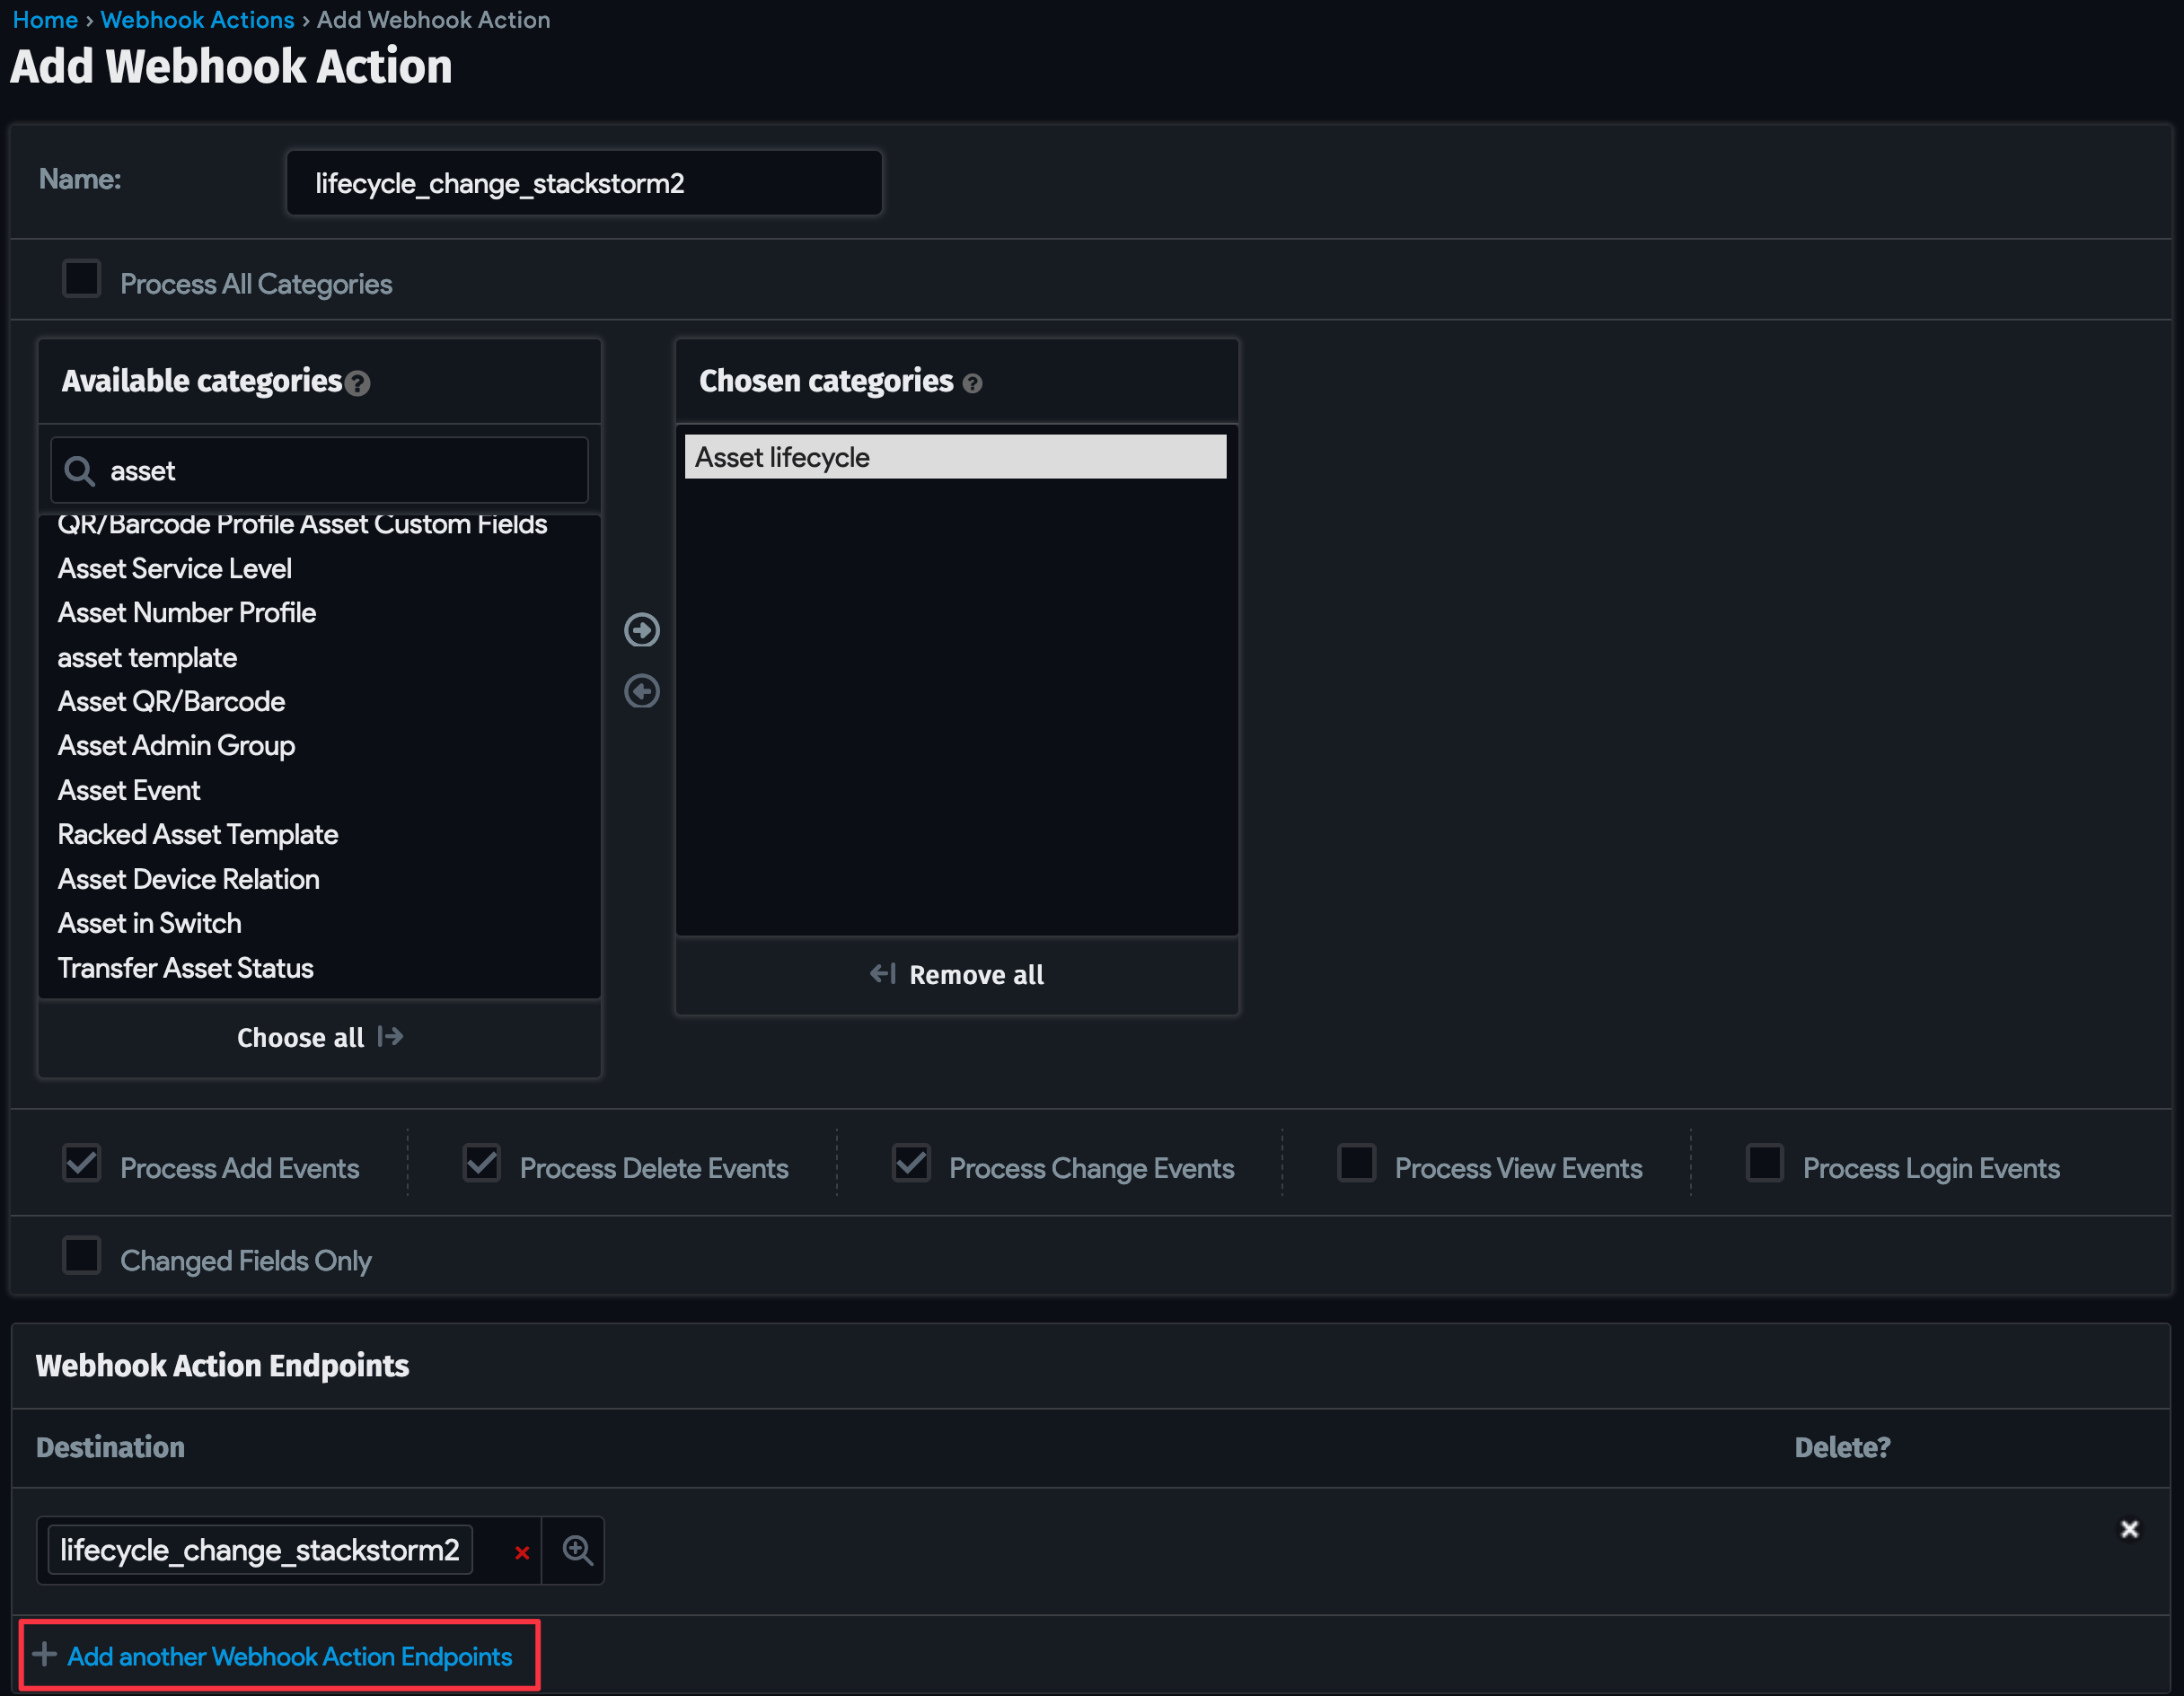 Home › Webhook Actions › Add Webhook Action
Add Webhook Action
Name:
lifecycle_change_stackstorm2
Process All Categories
Available categories
Chosen categories
asset
Asset lifecycle
QR/Barcode Profile Asset Custom Fields
Asset Service Level
Asset Number Profile
asset template
Asset QR/Barcode
Asset Admin Group
Asset Event
Racked Asset Template
Asset Device Relation
Asset in Switch
Transfer Asset Status
Remove all
Choose all
Process Add Events
Process Delete Events
Process Change Events
Process View Events
Process Login Events
Changed Fields Only
Webhook Action Endpoints
Destination
Delete?
lifecycle_change_stackstorm2
Add another Webhook Action Endpoints